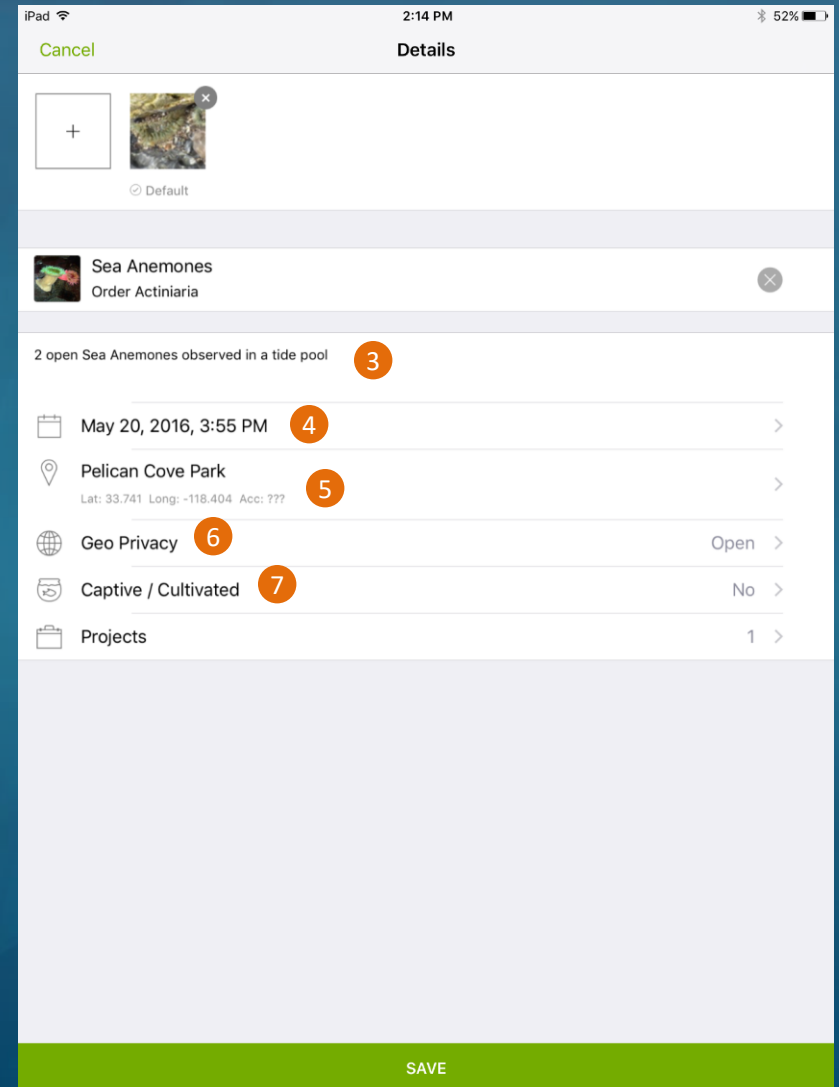 iPad 2:14 PM 52%
Cancel Details
+
Default
Sea Anemones
Order Actiniaria
2 open Sea Anemones observed in a tide pool 3
May 20, 2016, 3:55 PM 4
Pelican Cove Park
Lat: 33.741 Long: -118.404 Acc: ??? 5
Geo Privacy 6 Open
Captive / Cultivated 7 No
Projects 1
SAVE